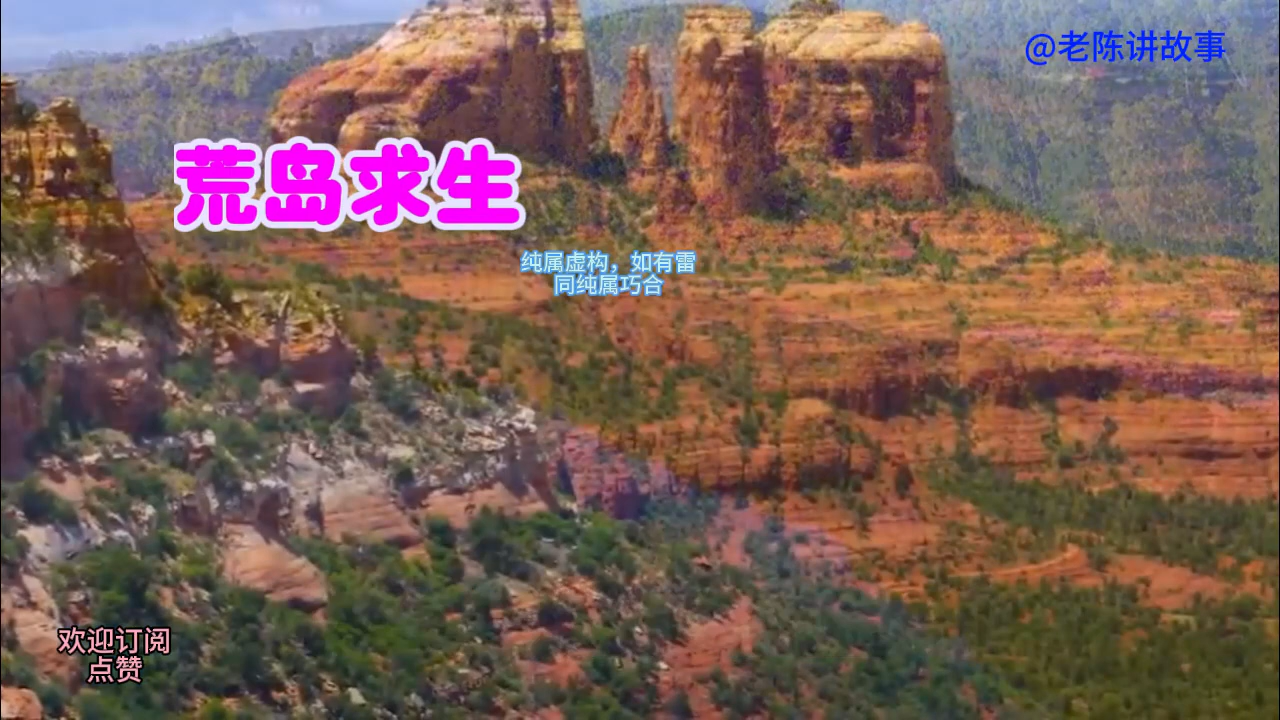 @老陈讲故事
荒岛求生
纯属虚构，如有雷
同纯属巧合
欢迎订阅
点赞